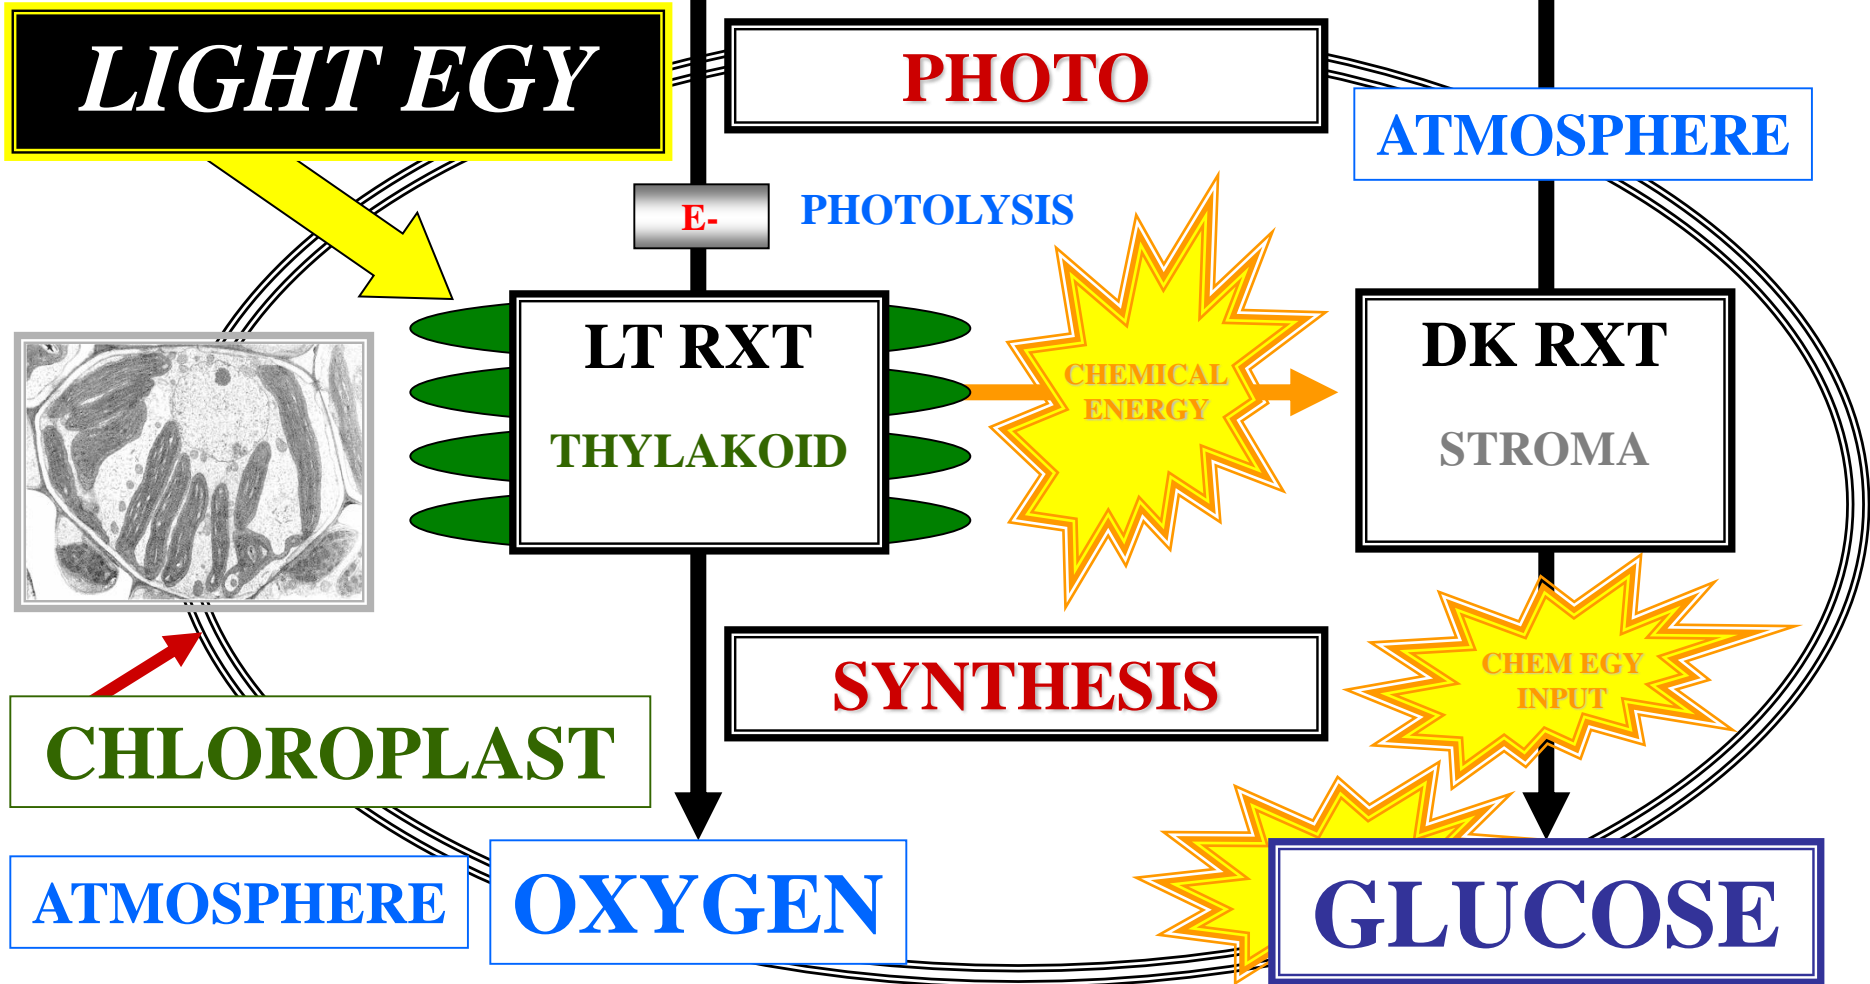 LIGHT EGY
PHOTO
ATMOSPHERE
E-
PHOTOLYSIS
LT RXT
THYLAKOID
CHEMICAL
ENERGY
DK RXT
STROMA
SYNTHESIS
CHEM EGY
INPUT
CHLOROPLAST
ATMOSPHERE
OXYGEN
GLUCOSE